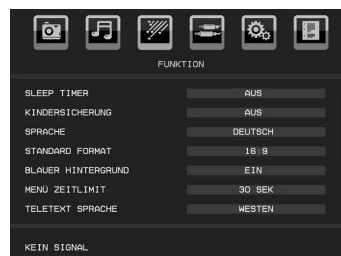 FUNKTION
SLEEP TIMER AUS
KINDERSICHERUNG AUS
SPRACHE DEUTSCH
STANDARD FORMAT 16:9
BLAUER HINTERGRUND EIN
MENÜ ZEITLIMIT 30 SEK
TELETEXT SPRACHE WESTEN
KEIN SIGNAL